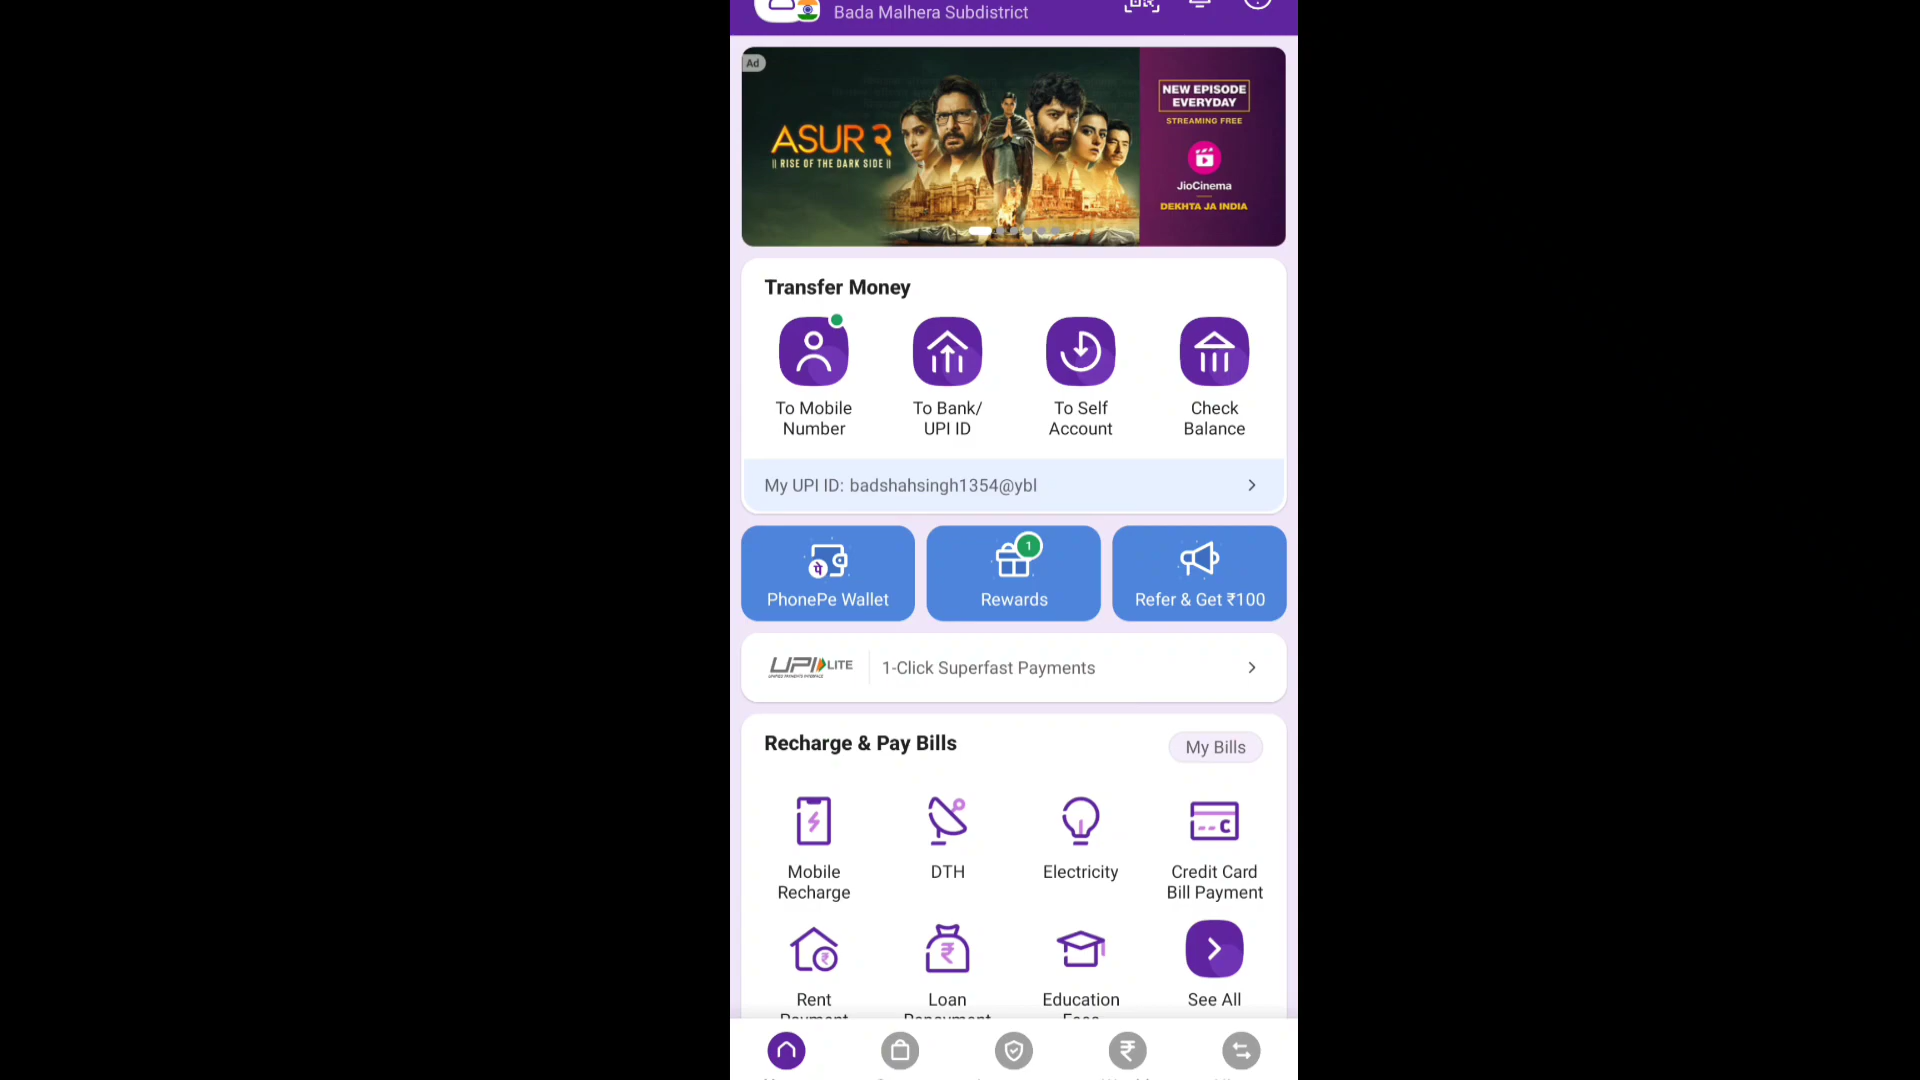 Bada Malhera Subdistrict
Ad
ASUR २
|| RISE OF THE DARK SIDE ||
NEW EPISODE
EVERYDAY
STREAMING FREE
JioCinema
DEKHTA JA INDIA
Transfer Money
To Mobile
Number
To Bank/
UPI ID
To Self
Account
Check
Balance
My UPI ID: badshahsingh1354@ybl
पे
PhonePe Wallet
1
Rewards
Refer & Get ₹100
UPI LITE
UNIFIED PAYMENTS INTERFACE
1-Click Superfast Payments
Recharge & Pay Bills
My Bills
Mobile
Recharge
DTH
Electricity
Credit Card
Bill Payment
Rent
Payment
Loan
Repayment
Education
Fees
See All